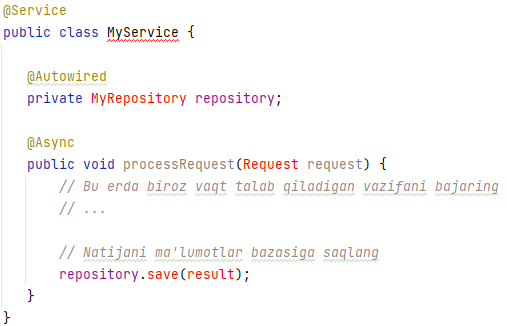 @Service
public class MyService {
@Autowired
private MyRepository repository;
@Async
public void processRequest(Request request) {
// Bu erda biroz vaqt talab qiladigan vazifani bajaring
// ...
// Natijani ma'lumotlar bazasiga saqlang
repository.save(result);
}
}